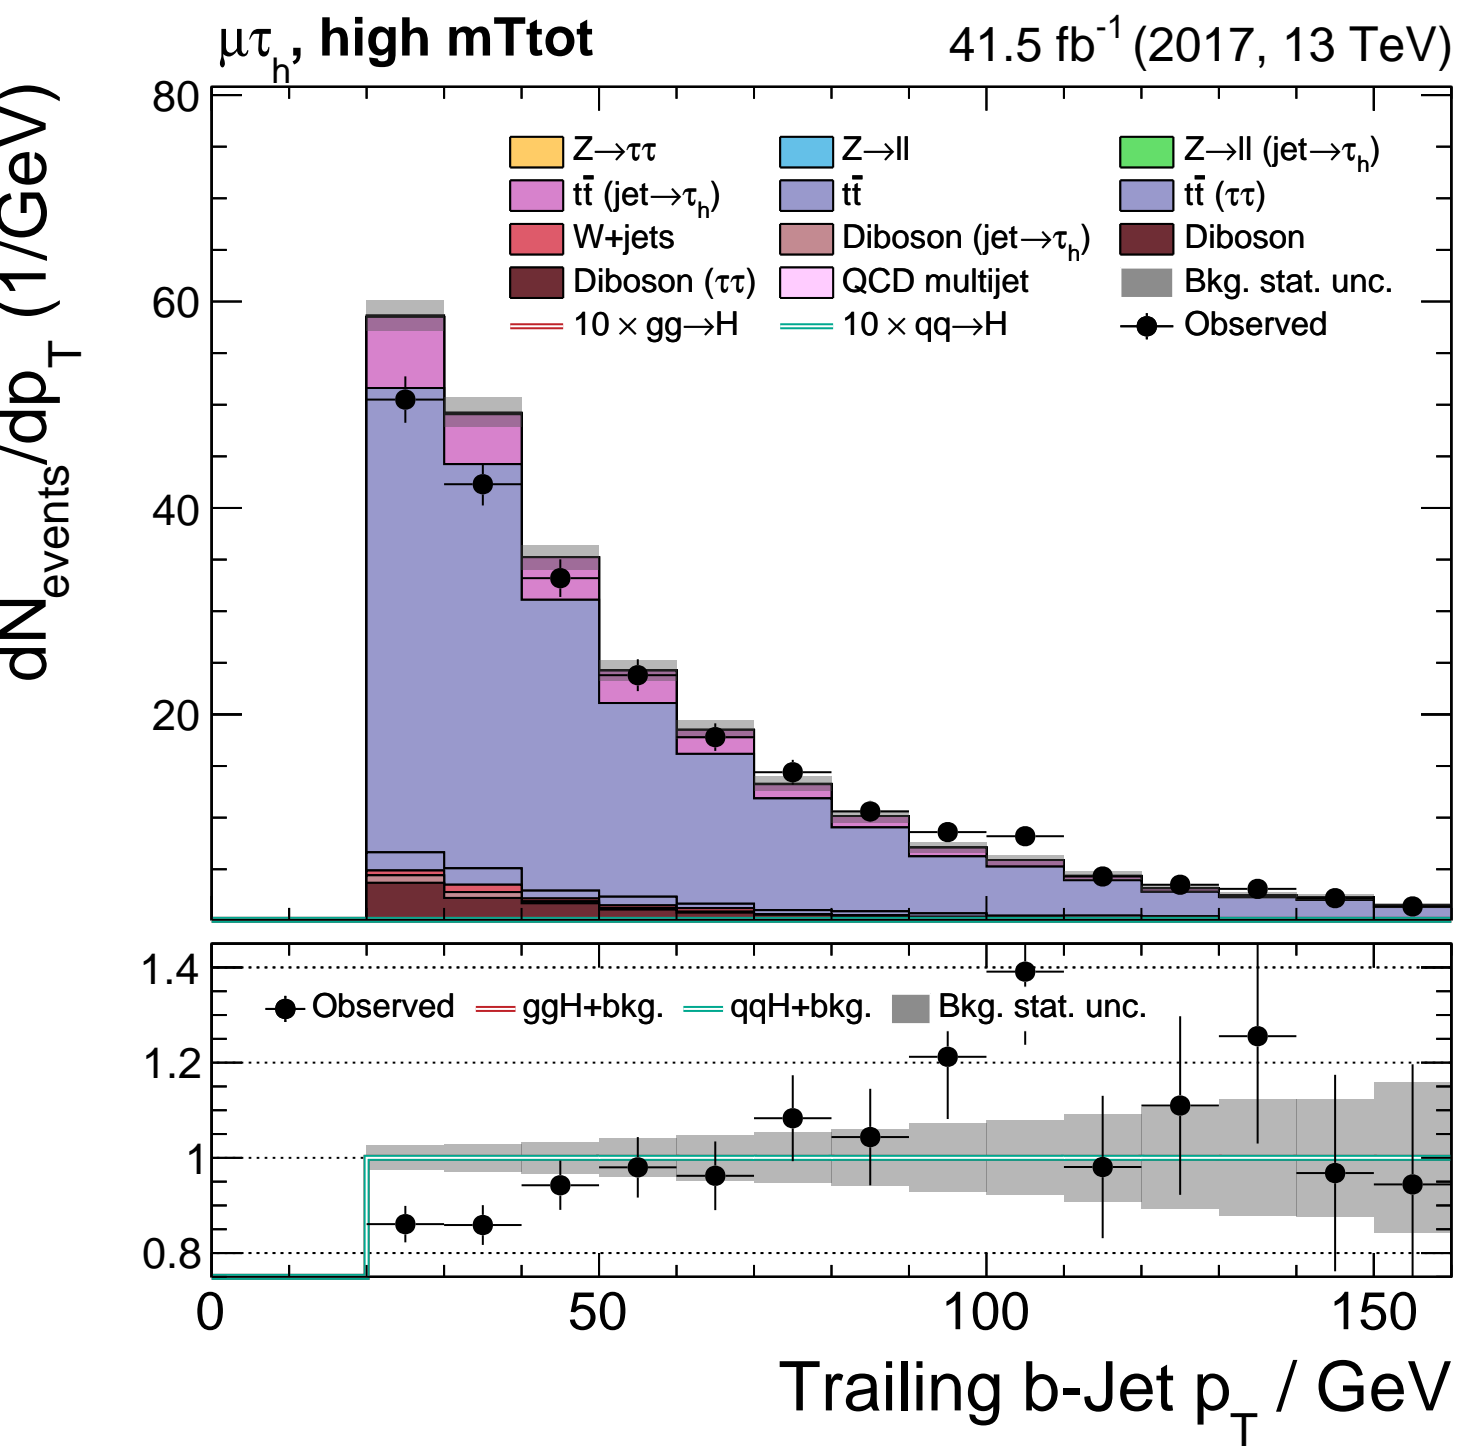 μτh, high mTtot
41.5 fb-1 (2017, 13 TeV)
dNevents/dpT (1/GeV)
80
60
40
20
Z→ττ
Z→ll
Z→ll (jet→τh)
tt̄ (jet→τh)
tt̄
tt̄ (ττ)
W+jets
Diboson (jet→τh)
Diboson
Diboson (ττ)
QCD multijet
Bkg. stat. unc.
10 × gg→H
10 × qq→H
Observed
1.4
1.2
1
0.8
Observed
ggH+bkg.
qqH+bkg.
Bkg. stat. unc.
0
50
100
150
Trailing b-Jet pT / GeV